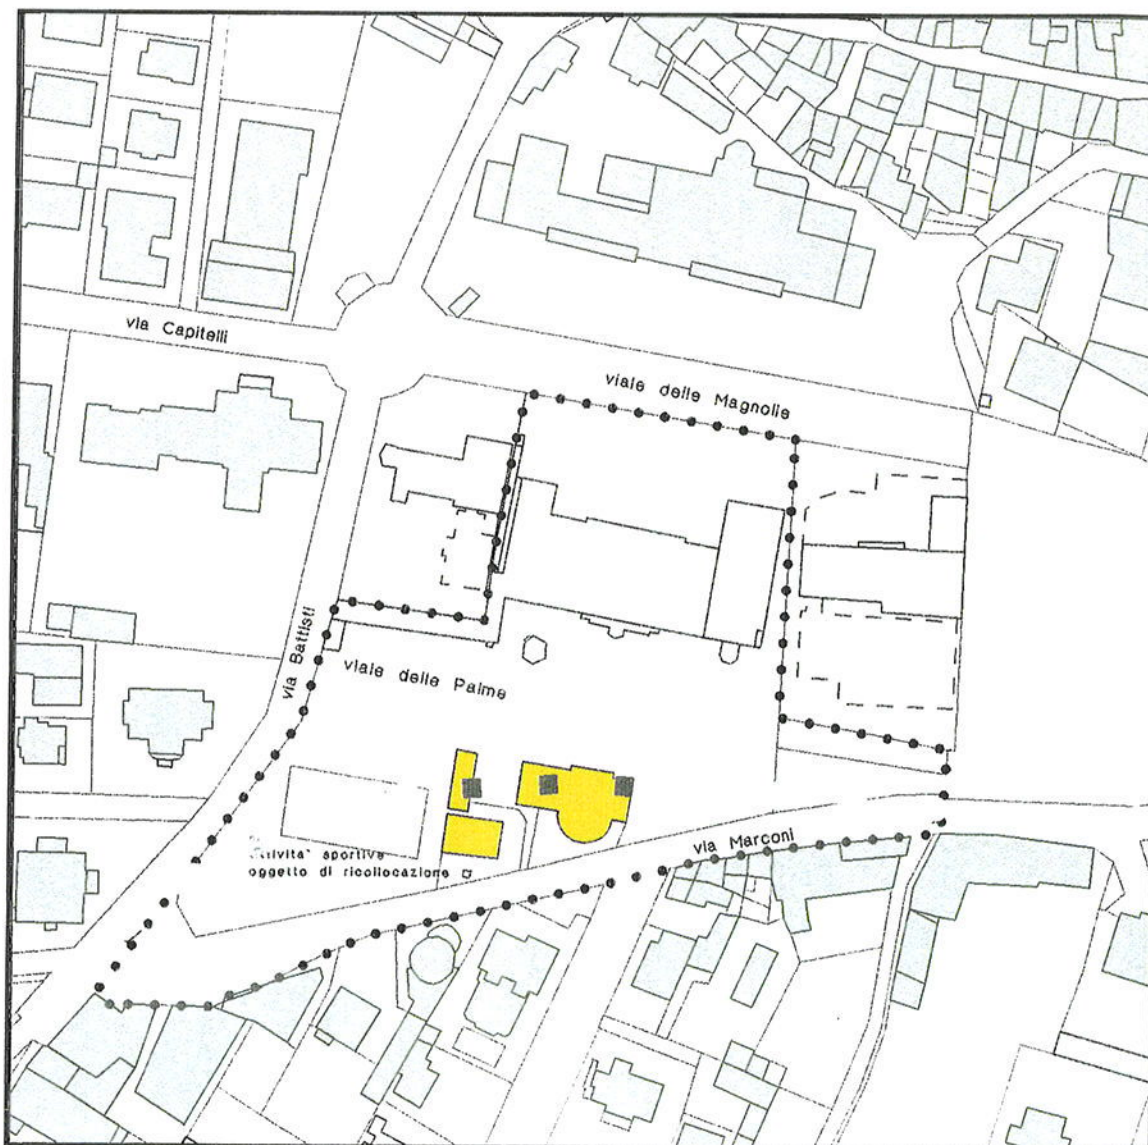 via Capitelli
viale delle Magnolie
via Battisti
viale delle Palme
via Marconi
sportive
oggetto di ricollocazione